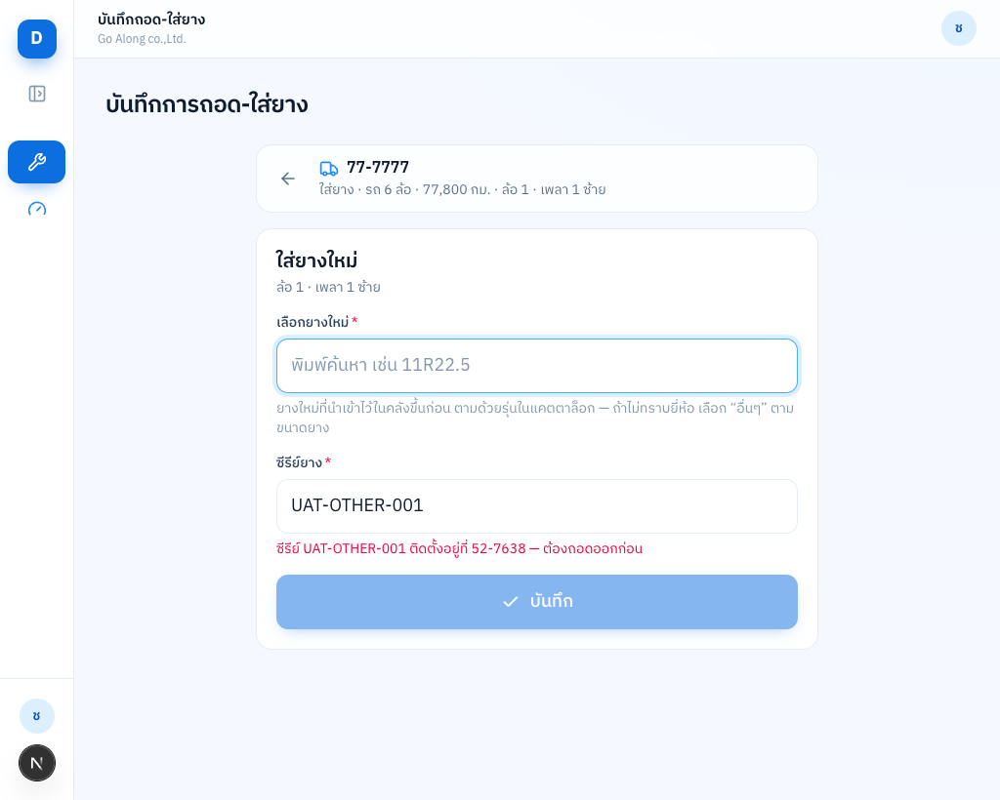 D
บันทึกถอด-ใส่ยาง
Go Along co.,Ltd.
ช
บันทึกการถอด-ใส่ยาง
77-7777
ใส่ยาง · รถ 6 ล้อ · 77,800 กม. · ล้อ 1 · เพลา 1 ซ้าย
ใส่ยางใหม่
ล้อ 1 · เพลา 1 ซ้าย
เลือกยางใหม่ *
พิมพ์ค้นหา เช่น 11R22.5
ยางใหม่ที่นำเข้าไว้ในคลังขึ้นก่อน ตามด้วยรุ่นในแคตตาล็อก — ถ้าไม่ทราบยี่ห้อ เลือก “อื่นๆ” ตาม
ขนาดยาง
ซีรีย์ยาง *
UAT-OTHER-001
ซีรีย์ UAT-OTHER-001 ติดตั้งอยู่ที่ 52-7638 — ต้องถอดออกก่อน
บันทึก
ช
N